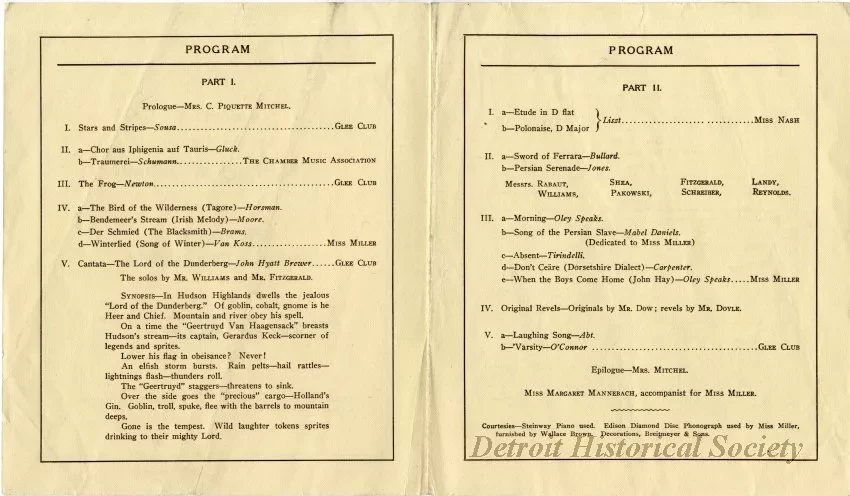 PROGRAM
PART I.
Prologue—Mrs. C. Piquette Mitchel.
I. Stars and Stripes—Sousa.....................................Glee Club
II. a—Chor aus Iphigenia auf Tauris—Gluck.
b—Traumerei—Schumann................The Chamber Music Association
III. The Frog—Newton................................................Glee Club
IV. a—The Bird of the Wilderness (Tagore)—Horsman.
b—Bendemeer's Stream (Irish Melody)—Moore.
c—Der Schmied (The Blacksmith)—Brams.
d—Winterlied (Song of Winter)—Van Koss..................Miss Miller
V. Cantata—The Lord of the Dunderberg—John Hyatt Brewer......Glee Club
The solos by Mr. Williams and Mr. Fitzgerald.
Synopsis—In Hudson Highlands dwells the jealous
"Lord of the Dunderberg." Of goblin, cobalt, gnome is he
Heer and Chief. Mountain and river obey his spell.
On a time the "Geertruyd Van Haagensack" breasts
Hudson's stream—its captain, Gerardus Keck—scorner of
legends and sprites.
Lower his flag in obeisance? Never!
An elfish storm bursts. Rain pelts—hail rattles—
lightnings flash—thunders roll.
The "Geertruyd" staggers—threatens to sink.
Over the side goes the "precious" cargo—Holland's
Gin. Goblin, troll, spuke, flee with the barrels to mountain
deeps.
Gone is the tempest. Wild laughter tokens sprites
drinking to their mighty Lord.
PROGRAM
PART II.
I. a—Etude in D flat
b—Polonaise, D Major } Liszt...............................Miss Nash
II. a—Sword of Ferrara—Bullard.
b—Persian Serenade—Jones.
Messrs. Rabaut, Shea, Fitzgerald, Landy,
Williams, Pakowski, Schreiber, Reynolds.
III. a—Morning—Oley Speaks.
b—Song of the Persian Slave—Mabel Daniels.
(Dedicated to Miss Miller)
c—Absent—Tirindelli.
d—Don't Ceäre (Dorsetshire Dialect)—Carpenter.
e—When the Boys Come Home (John Hay)—Oley Speaks.....Miss Miller
IV. Original Revels—Originals by Mr. Dow; revels by Mr. Doyle.
V. a—Laughing Song—Abt.
b—'Varsity—O'Connor .......................................Glee Club
Epilogue—Mrs. Mitchel.
Miss Margaret Mannebach, accompanist for Miss Miller.
Courtesies—Steinway Piano used. Edison Diamond Disc Phonograph used by Miss Miller,
furnished by Wallace Brown. Decorations, Breitmeyer & Sons.
Detroit Historical Society